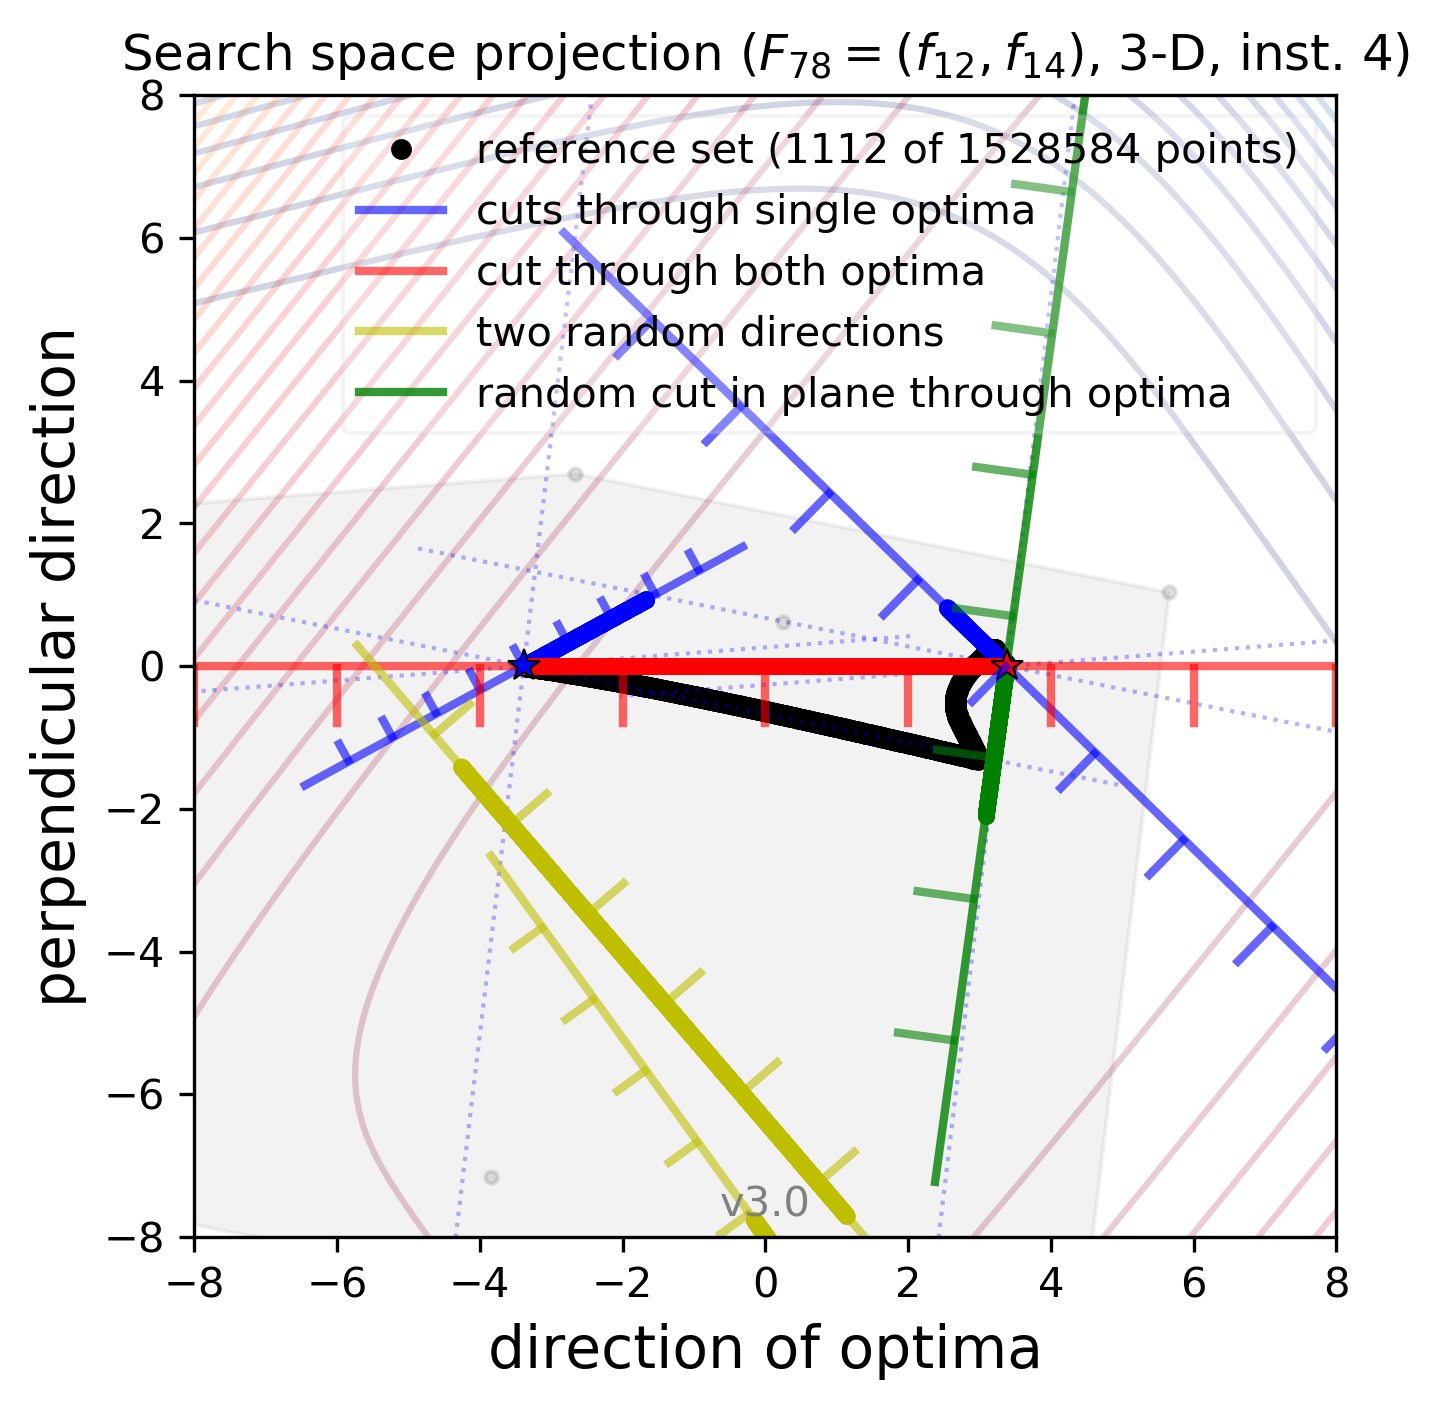 Search space projection (F₇₈ = (f₁₂, f₁₄), 3-D, inst. 4)
8
reference set (1112 of 1528584 points)
cuts through single optima
6
cut through both optima
two random directions
4
random cut in plane through optima
2
0
−2
−4
−6
−8
perpendicular direction
v3.0
−8 −6 −4 −2 0 2 4 6 8
direction of optima